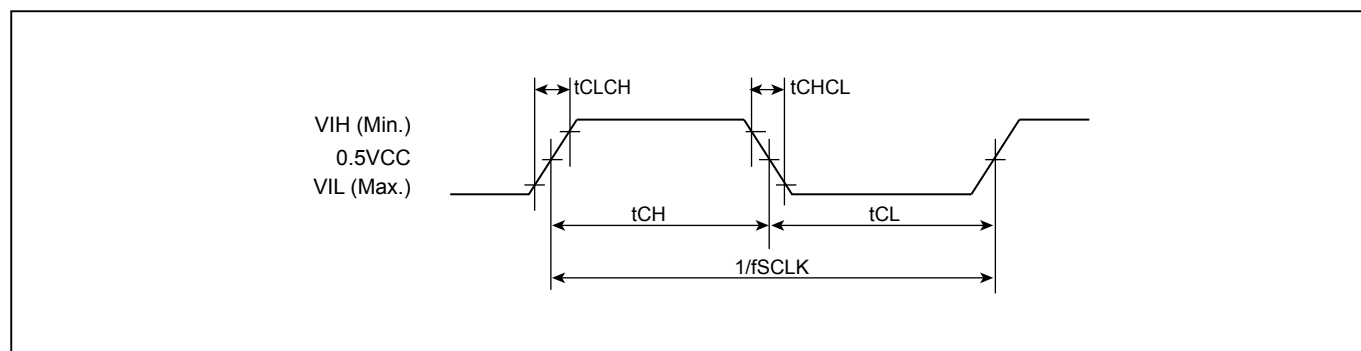 tCLCH
tCHCL
VIH (Min.)
0.5VCC
VIL (Max.)
tCH
tCL
1/fSCLK